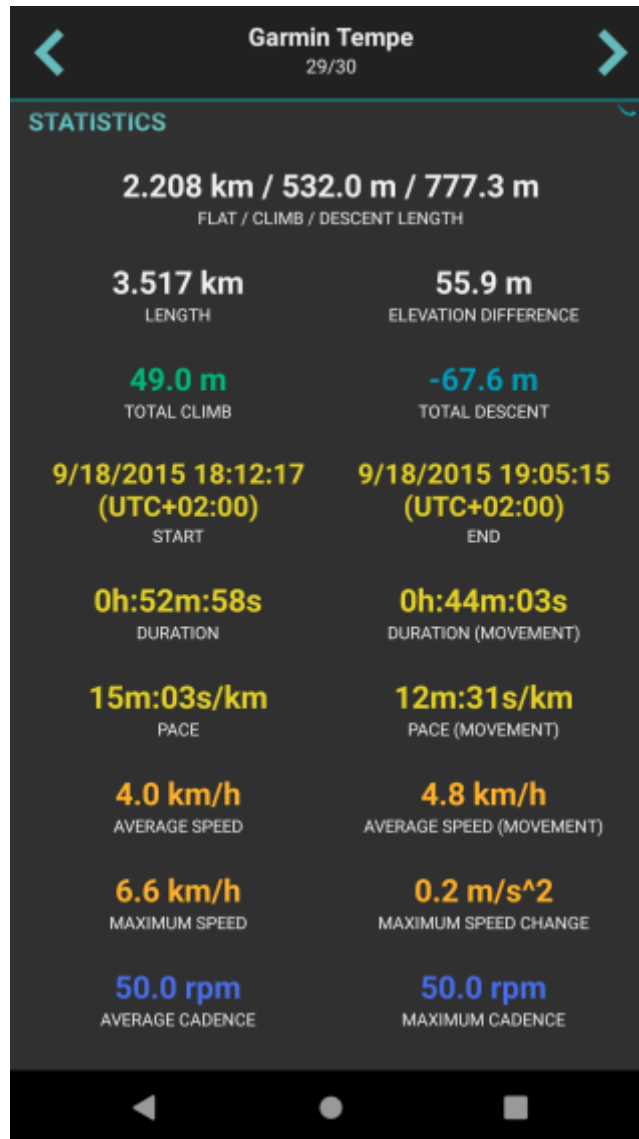 Garmin Tempe
29/30
STATISTICS
2.208 km / 532.0 m / 777.3 m
FLAT / CLIMB / DESCENT LENGTH
3.517 km
LENGTH
55.9 m
ELEVATION DIFFERENCE
49.0 m
TOTAL CLIMB
-67.6 m
TOTAL DESCENT
9/18/2015 18:12:17
(UTC+02:00)
START
9/18/2015 19:05:15
(UTC+02:00)
END
0h:52m:58s
DURATION
0h:44m:03s
DURATION (MOVEMENT)
15m:03s/km
PACE
12m:31s/km
PACE (MOVEMENT)
4.0 km/h
AVERAGE SPEED
4.8 km/h
AVERAGE SPEED (MOVEMENT)
6.6 km/h
MAXIMUM SPEED
0.2 m/s^2
MAXIMUM SPEED CHANGE
50.0 rpm
AVERAGE CADENCE
50.0 rpm
MAXIMUM CADENCE